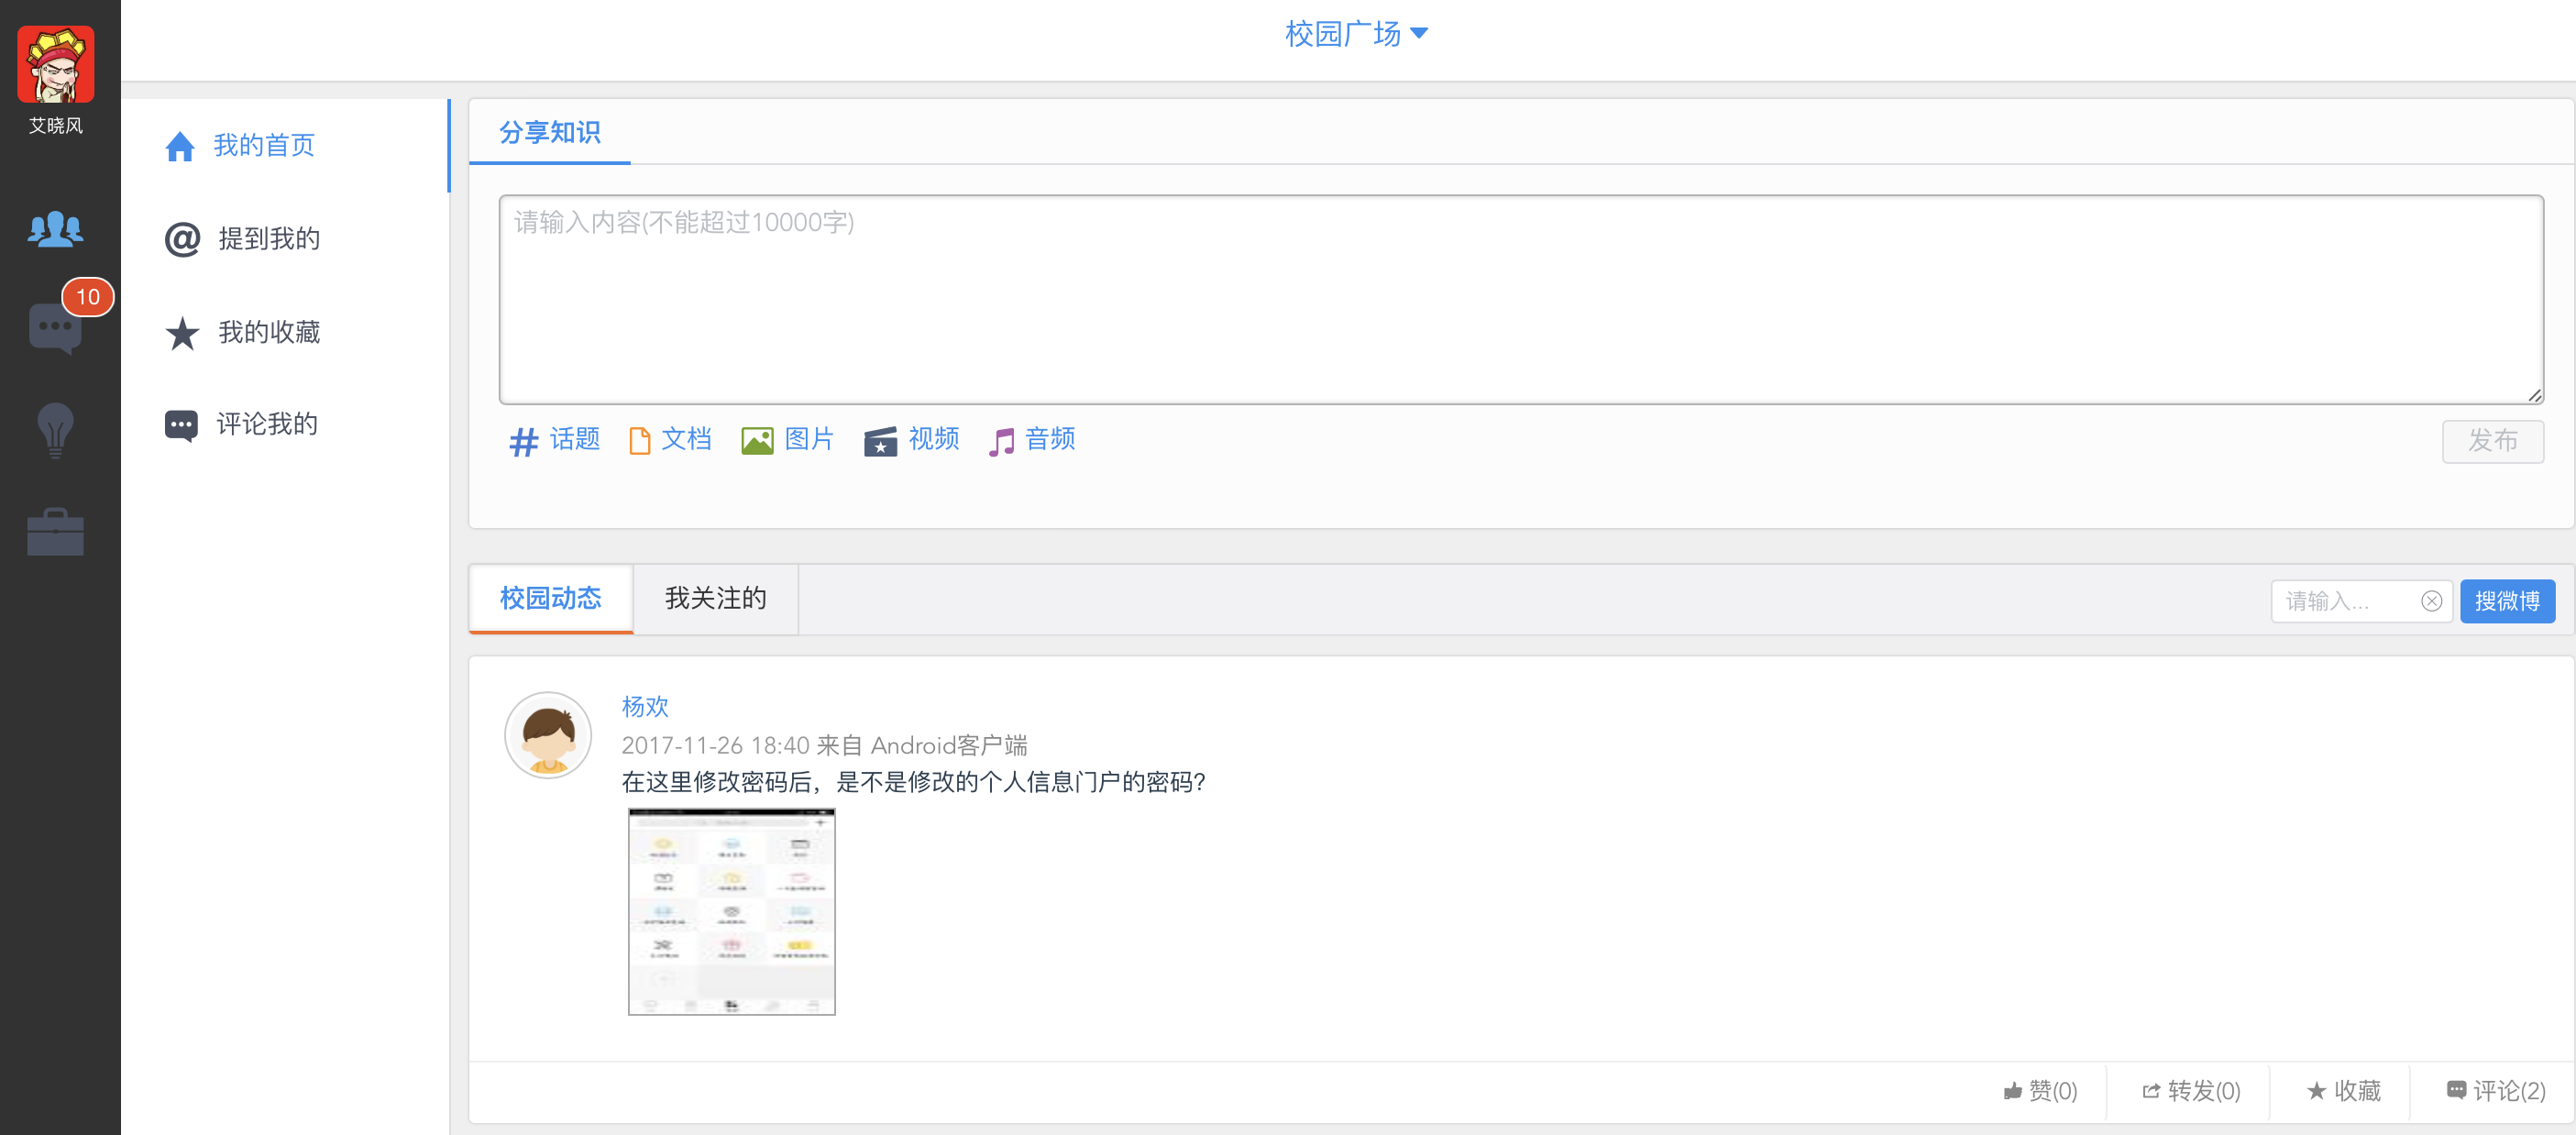 校园广场
艾晓风
10
我的首页
@ 提到我的
我的收藏
评论我的
分享知识
请输入内容(不能超过10000字)
# 话题 文档 图片 视频 音频
发布
校园动态 我关注的
请输入... 搜微博
杨欢
2017-11-26 18:40 来自 Android客户端
在这里修改密码后，是不是修改的个人信息门户的密码?
赞(0) 转发(0) 收藏 评论(2)